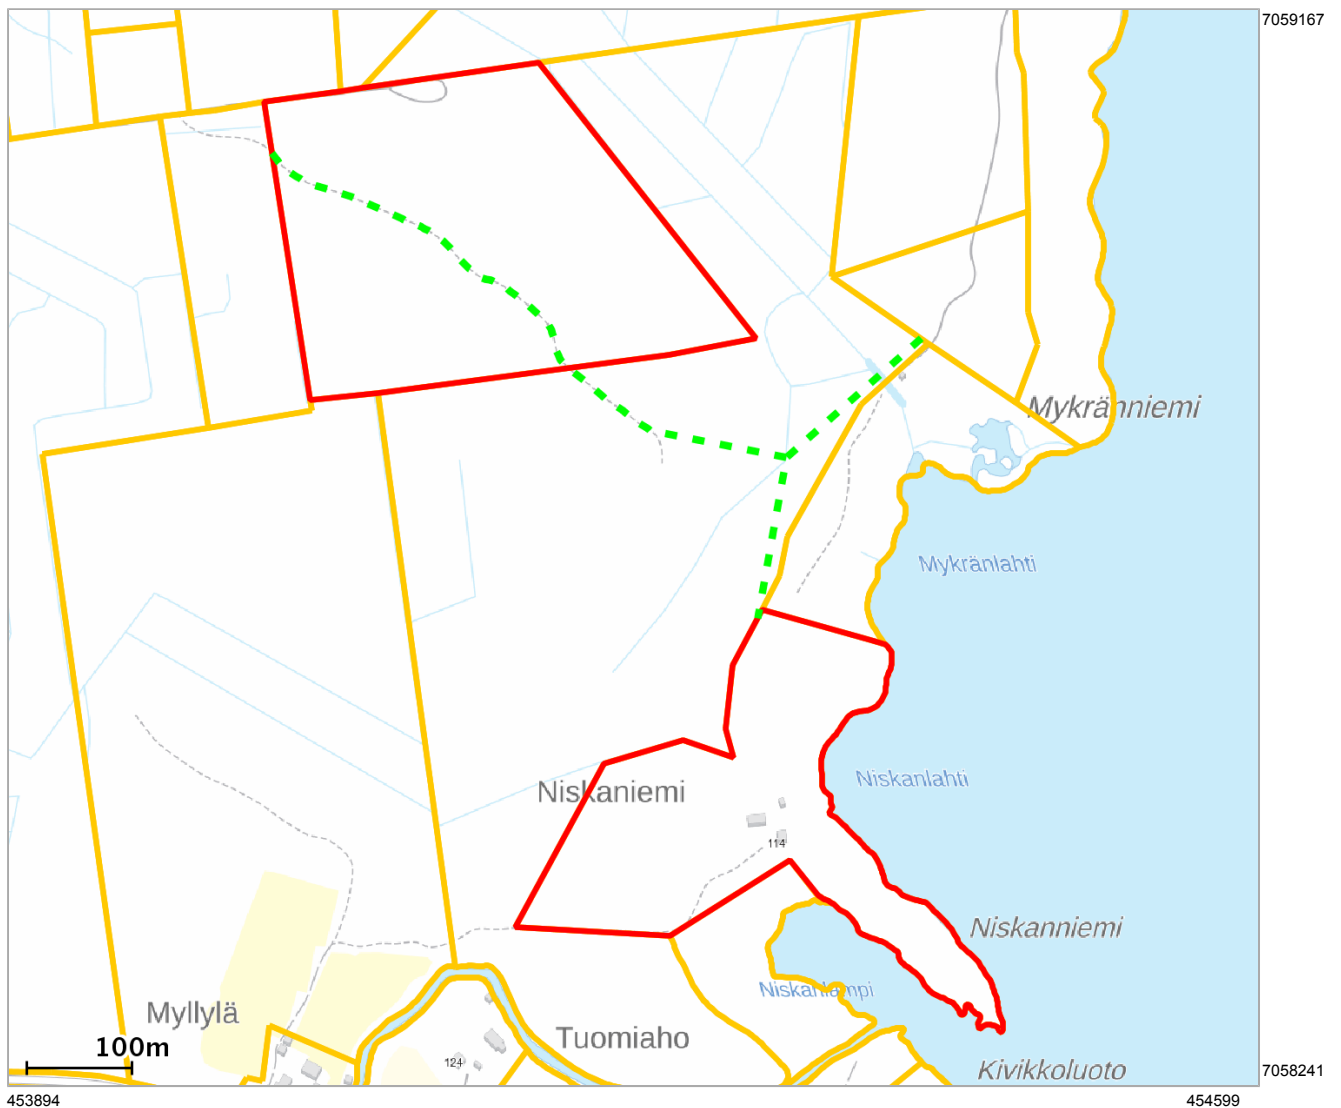 7059167
Mykränniemi
Mykränlahti
Niskanlahti
Niskaniemi
114
Niskanniemi
Niskanlampi
Myllylä
Tuomiaho
100m
124
Kivikkoluoto
7058241
453894
454599